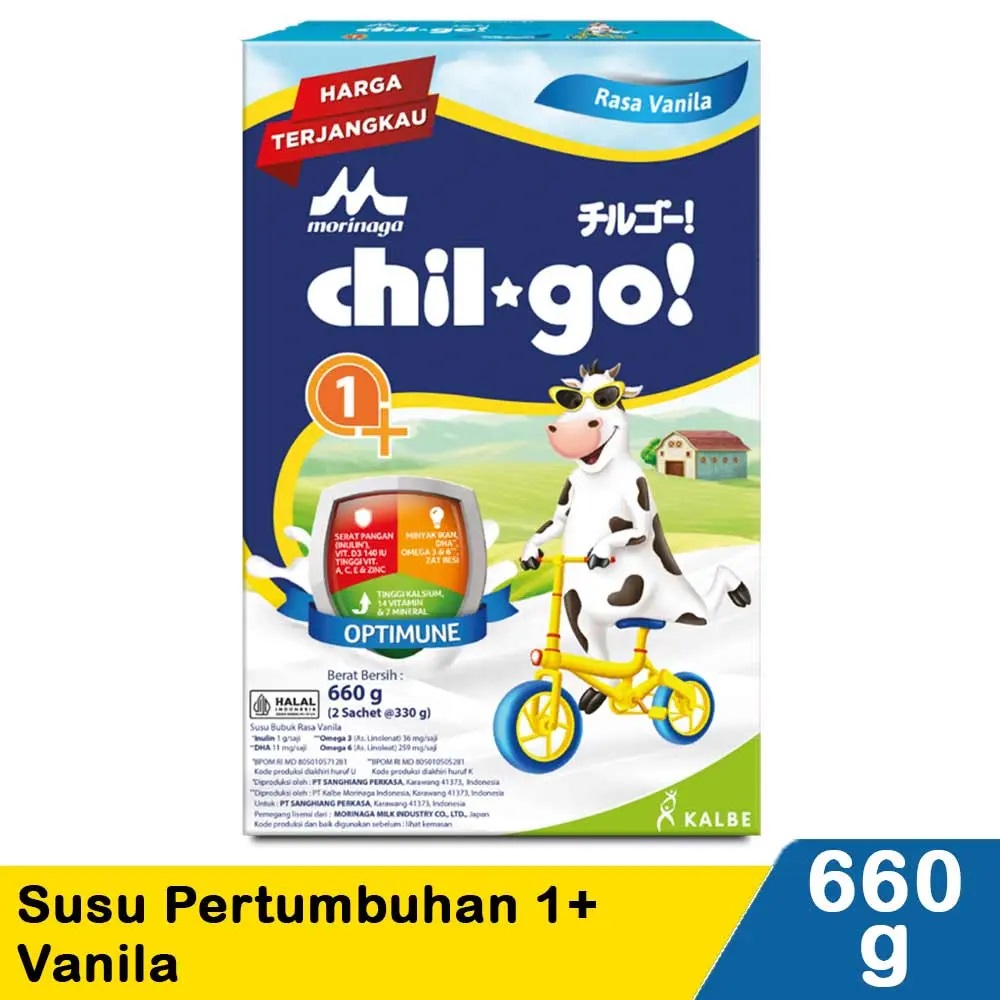 HARGA
TERJANGKAU
Rasa Vanila
morinaga
チルゴー!
chil go!
1+
SERAT PANGAN
(INULIN*),
VIT. D3 140 IU
TINGGI VIT.
A, C, E & ZINC
MINYAK IKAN,
DHA**,
OMEGA 3 & 6
ZAT BESI
TINGGI KALSIUM,
14 VITAMIN
& 7 MINERAL
OPTIMUNE
Berat Bersih :
660 g
(2 Sachet @330 g)
HALAL
INDONESIA
Susu Bubuk Rasa Vanila
*Inulin 1 g/saji ***Omega 3 (As. Linolenat) 36 mg/saji
**DHA 11 mg/saji Omega 6 (As. Linoleat) 259 mg/saji
*BPOM RI MD 805010571281 **BPOM RI MD 805010505281
Kode produksi diakhiri huruf U Kode produksi diakhiri huruf K
*Diproduksi oleh : PT SANGHIANG PERKASA, Karawang 41373, Indonesia
**Diproduksi oleh : PT Kalbe Morinaga Indonesia, Karawang 41373, Indonesia
Untuk : PT SANGHIANG PERKASA, Karawang 41373, Indonesia
Pemegang lisensi dari : MORINAGA MILK INDUSTRY CO., LTD., Japan
Kode produksi dan baik digunakan sebelum : lihat kemasan
KALBE
Susu Pertumbuhan 1+
Vanila
660
g